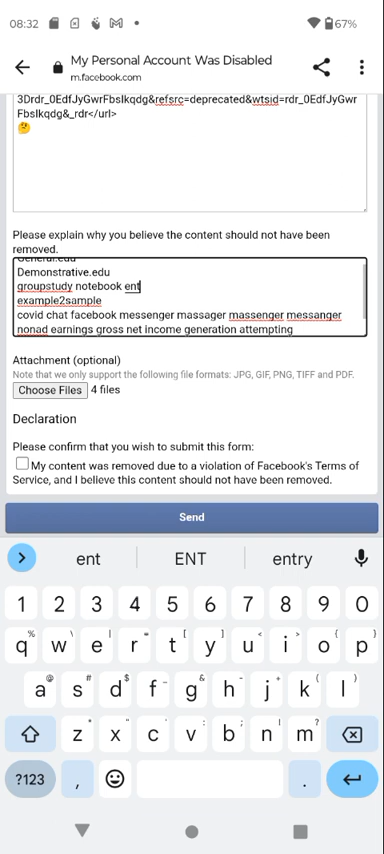 08:32
67%
My Personal Account Was Disabled
m.facebook.com
3Drdr_0EdfJyGwrFbsIkqdg&refsrc=deprecated&wtsid=rdr_0EdfJyGwr
FbsIkqdg&_rdr</url>
🤔
Please explain why you believe the content should not have been
removed.
General.edu
Demonstrative.edu
groupstudy notebook ent
example2sample
covid chat facebook messenger massager massenger messanger
nonad earnings gross net income generation attempting
Attachment (optional)
Note that we only support the following file formats: JPG, GIF, PNG, TIFF and PDF.
Choose Files 4 files
Declaration
Please confirm that you wish to submit this form:
My content was removed due to a violation of Facebook's Terms of
Service, and I believe this content should not have been removed.
Send
ent ENT entry
1 2 3 4 5 6 7 8 9 0
% \ | = [ ] < > { }
q w e r t y u i o p
@ # $ _ & - + ( )
a s d f g h j k l
* " ' : ; ! ?
z x c v b n m
?123 , .